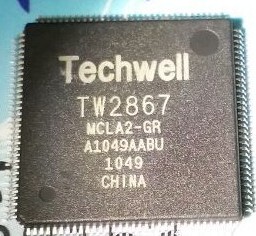 Techwell
TW2867
MCLA2-GR
A1049AABU
1049
CHINA